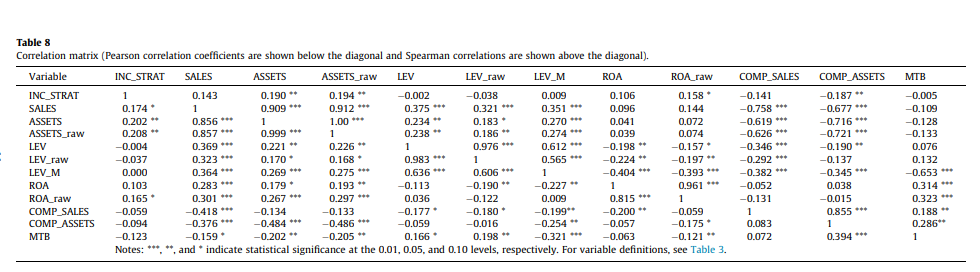 Table 8
Correlation matrix (Pearson correlation coefficients are shown below the diagonal and Spearman correlations are shown above the diagonal).
Variable INC_STRAT SALES ASSETS ASSETS_raw LEV LEV_raw LEV_M ROA ROA_raw COMP_SALES COMP_ASSETS MTB
INC_STRAT 1 0.143 0.190 ** 0.194 ** −0.002 −0.038 0.009 0.106 0.158 * −0.141 −0.187 ** −0.005
SALES 0.174 * 1 0.909 *** 0.912 *** 0.375 *** 0.321 *** 0.351 *** 0.096 0.144 −0.758 *** −0.677 *** −0.109
ASSETS 0.202 ** 0.856 *** 1 1.00 *** 0.234 ** 0.183 * 0.270 *** 0.041 0.072 −0.619 *** −0.716 *** −0.128
ASSETS_raw 0.208 ** 0.857 *** 0.999 *** 1 0.238 ** 0.186 ** 0.274 *** 0.039 0.074 −0.626 *** −0.721 *** −0.133
LEV −0.004 0.369 *** 0.221 ** 0.226 ** 1 0.976 *** 0.612 *** −0.198 ** −0.157 * −0.346 *** −0.190 ** 0.076
LEV_raw −0.037 0.323 *** 0.170 * 0.168 * 0.983 *** 1 0.565 *** −0.224 ** −0.197 ** −0.292 *** −0.137 0.132
LEV_M 0.000 0.364 *** 0.269 *** 0.275 *** 0.636 *** 0.606 *** 1 −0.404 *** −0.393 *** −0.382 *** −0.345 *** −0.653 ***
ROA 0.103 0.283 *** 0.179 * 0.193 ** −0.113 −0.190 ** −0.227 ** 1 0.961 *** −0.052 0.038 0.314 ***
ROA_raw 0.165 * 0.301 *** 0.267 *** 0.297 *** 0.036 −0.122 0.009 0.815 *** 1 −0.131 −0.015 0.323 ***
COMP_SALES −0.059 −0.418 *** −0.134 −0.133 −0.177 * −0.180 * −0.199** −0.200 ** −0.059 1 0.855 *** 0.188 **
COMP_ASSETS −0.094 −0.376 *** −0.484 *** −0.486 *** −0.059 −0.016 −0.254 ** −0.057 −0.175 * 0.083 1 0.286**
MTB −0.123 −0.159 * −0.202 ** −0.205 ** 0.166 * 0.198 ** −0.321 *** −0.063 −0.121 ** 0.072 0.394 *** 1
Notes: ***, **, and * indicate statistical significance at the 0.01, 0.05, and 0.10 levels, respectively. For variable definitions, see Table 3.